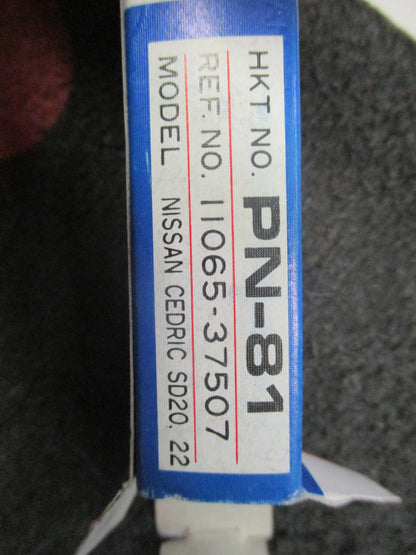 HKT NO. PN-81
REF. NO. 11065-37507
MODEL NISSAN CEDRIC SD20, 22